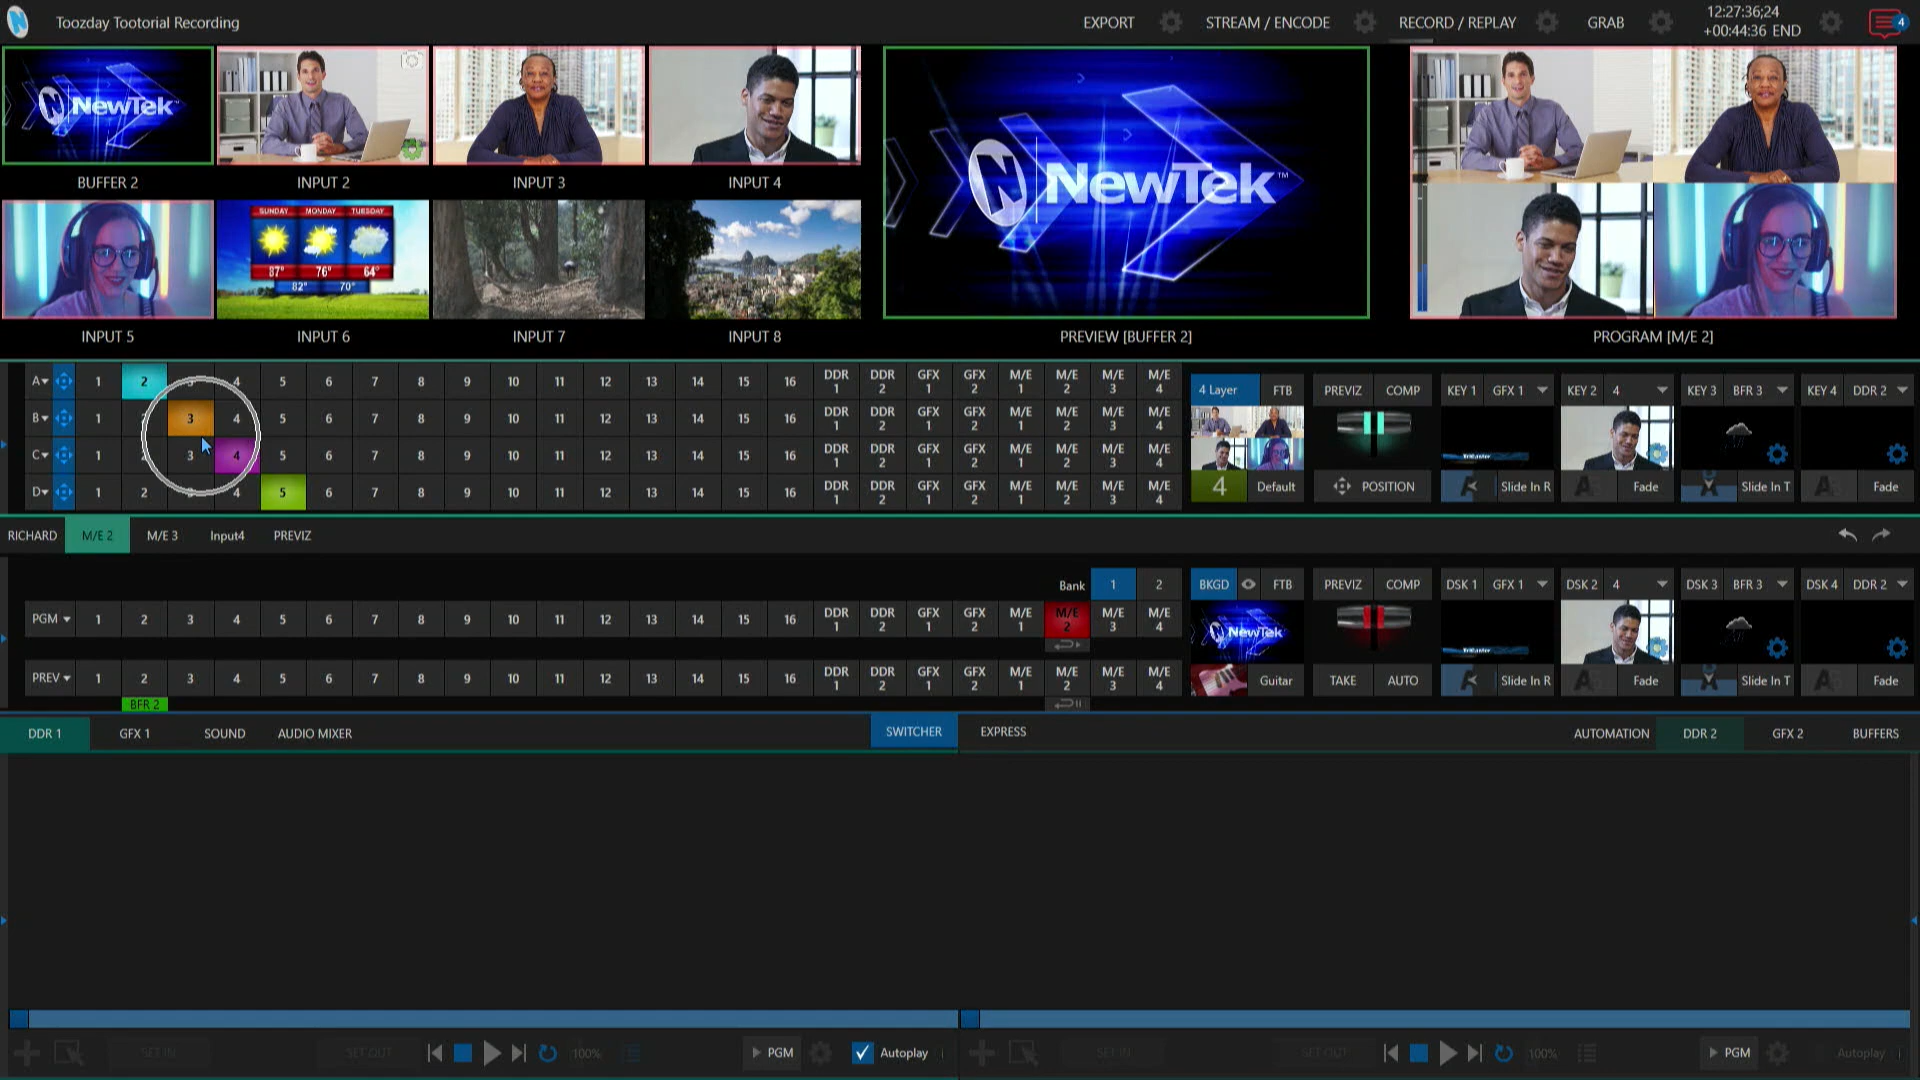 Toozday Tootorial Recording
EXPORT
STREAM / ENCODE
RECORD / REPLAY
GRAB
12:27:36;24
+00:44:36 END
4
NewTek
BUFFER 2
INPUT 2
INPUT 3
INPUT 4
SUNDAY MONDAY TUESDAY
87° 76° 64°
82° 70°
INPUT 5
INPUT 6
INPUT 7
INPUT 8
NewTek™
PREVIEW [BUFFER 2]
PROGRAM [M/E 2]
A 1 2 3 4 5 6 7 8 9 10 11 12 13 14 15 16 DDR 1 DDR 2 GFX 1 GFX 2 M/E 1 M/E 2 M/E 3 M/E 4
B 1 2 3 4 5 6 7 8 9 10 11 12 13 14 15 16 DDR 1 DDR 2 GFX 1 GFX 2 M/E 1 M/E 2 M/E 3 M/E 4
C 1 2 3 4 5 6 7 8 9 10 11 12 13 14 15 16 DDR 1 DDR 2 GFX 1 GFX 2 M/E 1 M/E 2 M/E 3 M/E 4
D 1 2 3 4 5 6 7 8 9 10 11 12 13 14 15 16 DDR 1 DDR 2 GFX 1 GFX 2 M/E 1 M/E 2 M/E 3 M/E 4
4 Layer FTB PREVIZ COMP KEY 1 GFX 1 KEY 2 4 KEY 3 BFR 3 KEY 4 DDR 2
4 Default POSITION Slide In R Fade Slide In T Fade
RICHARD M/E 2 M/E 3 Input4 PREVIZ
Bank 1 2
PGM 1 2 3 4 5 6 7 8 9 10 11 12 13 14 15 16 DDR 1 DDR 2 GFX 1 GFX 2 M/E 1 M/E 2 M/E 3 M/E 4
PREV 1 2 3 4 5 6 7 8 9 10 11 12 13 14 15 16 DDR 1 DDR 2 GFX 1 GFX 2 M/E 1 M/E 2 M/E 3 M/E 4
BFR 2
BKGD FTB PREVIZ COMP DSK 1 GFX 1 DSK 2 4 DSK 3 BFR 3 DSK 4 DDR 2
NewTek
Guitar TAKE AUTO Slide In R Fade Slide In T Fade
DDR 1 GFX 1 SOUND AUDIO MIXER SWITCHER EXPRESS AUTOMATION DDR 2 GFX 2 BUFFERS
SET IN SET OUT 100% PGM Autoplay SET IN SET OUT 100% PGM Autoplay